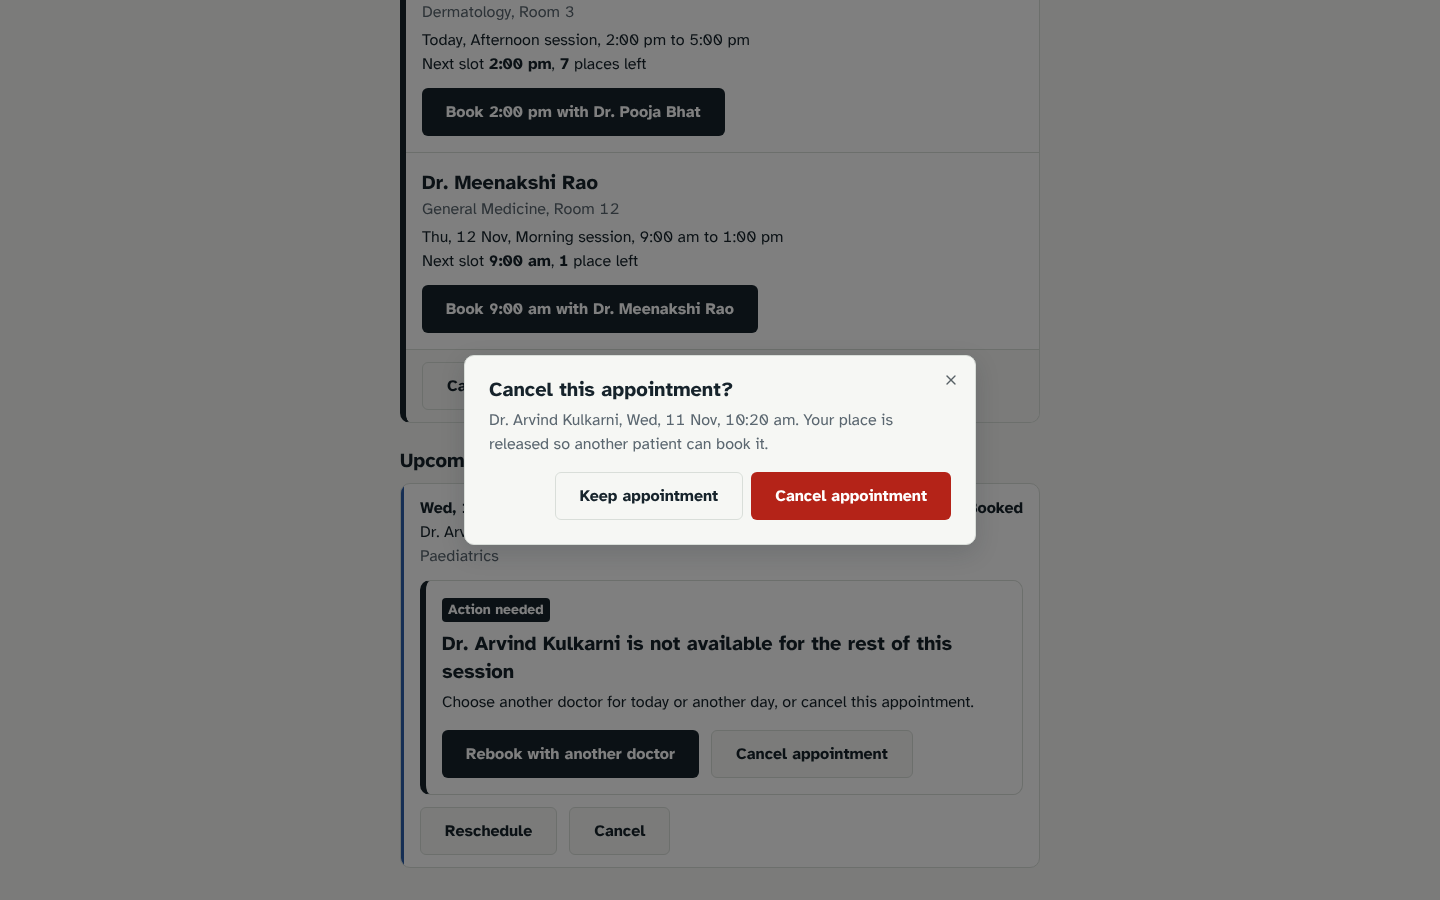 Dermatology, Room 3
Today, Afternoon session, 2:00 pm to 5:00 pm
Next slot 2:00 pm, 7 places left
Book 2:00 pm with Dr. Pooja Bhat
Dr. Meenakshi Rao
General Medicine, Room 12
Thu, 12 Nov, Morning session, 9:00 am to 1:00 pm
Next slot 9:00 am, 1 place left
Book 9:00 am with Dr. Meenakshi Rao
Cancel this appointment?
Dr. Arvind Kulkarni, Wed, 11 Nov, 10:20 am. Your place is
released so another patient can book it.
Keep appointment
Cancel appointment
Wed,
Dr.
Paediatrics
Action needed
Dr. Arvind Kulkarni is not available for the rest of this
session
Choose another doctor for today or another day, or cancel this appointment.
Rebook with another doctor
Cancel appointment
Reschedule
Cancel